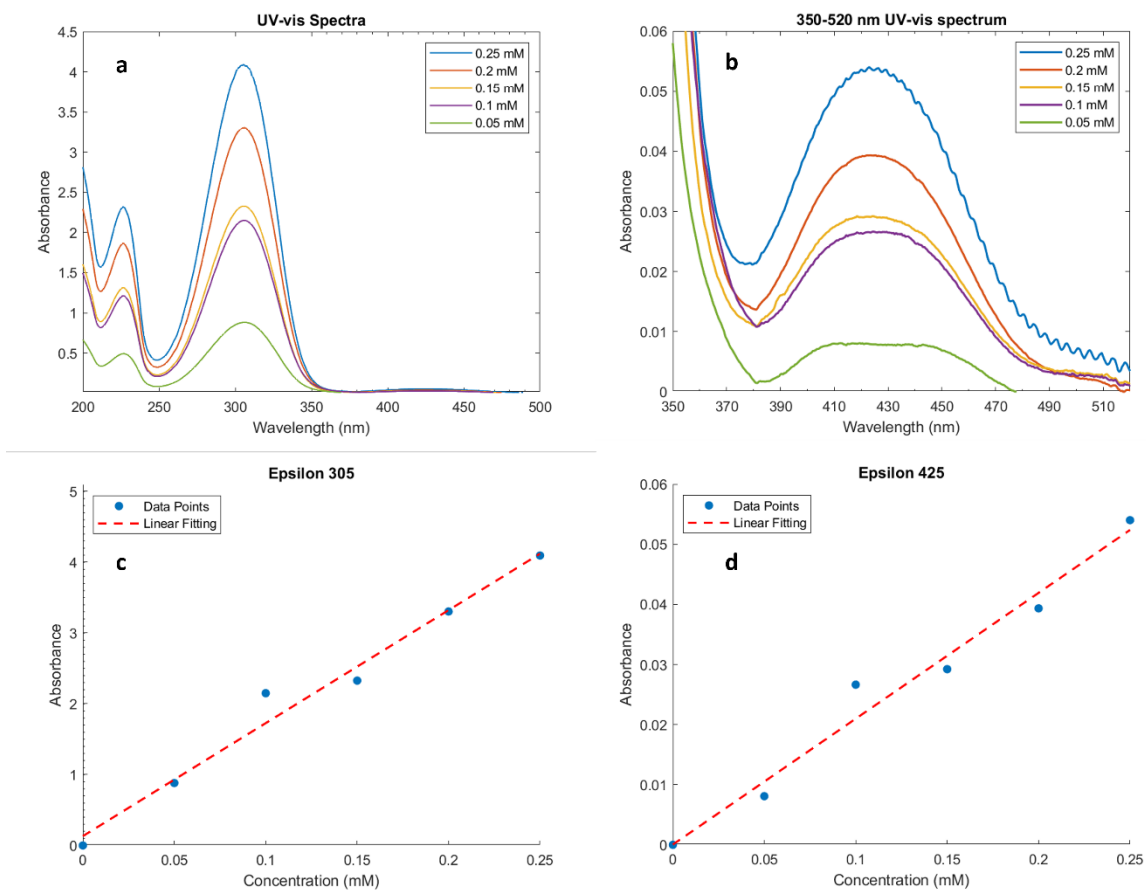 UV-vis Spectra
4.5
4
3.5
3
2.5
2
1.5
1
0.5
Absorbance
a
0.25 mM
0.2 mM
0.15 mM
0.1 mM
0.05 mM
200
250
300
350
400
450
500
Wavelength (nm)
350-520 nm UV-vis spectrum
0.06
0.05
0.04
0.03
0.02
0.01
0
Absorbance
b
0.25 mM
0.2 mM
0.15 mM
0.1 mM
0.05 mM
350
370
390
410
430
450
470
490
510
Wavelength (nm)
Epsilon 305
5
4
3
2
1
0
Absorbance
Data Points
Linear Fitting
c
0
0.05
0.1
0.15
0.2
0.25
Concentration (mM)
Epsilon 425
0.06
0.05
0.04
0.03
0.02
0.01
0
Absorbance
Data Points
Linear Fitting
d
0
0.05
0.1
0.15
0.2
0.25
Concentration (mM)